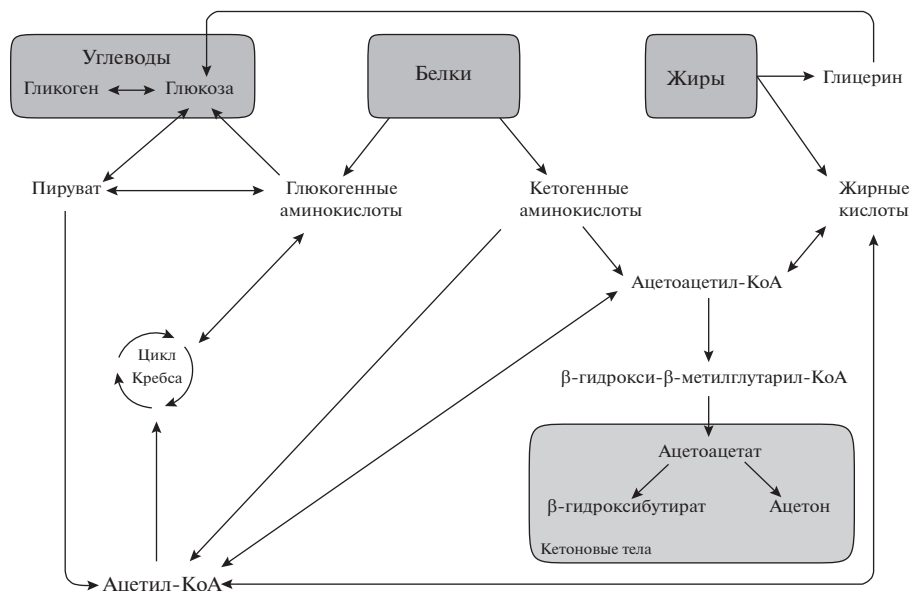 Углеводы
Гликоген
Глюкоза
Белки
Жиры
Глицерин
Пируват
Глюкогенные
аминокислоты
Кетогенные
аминокислоты
Жирные
кислоты
Ацетоацетил-КоА
Цикл
Кребса
β-гидрокси-β-метилглутарил-КоА
Ацетоацетат
β-гидроксибутират
Ацетон
Кетоновые тела
Ацетил-КоА